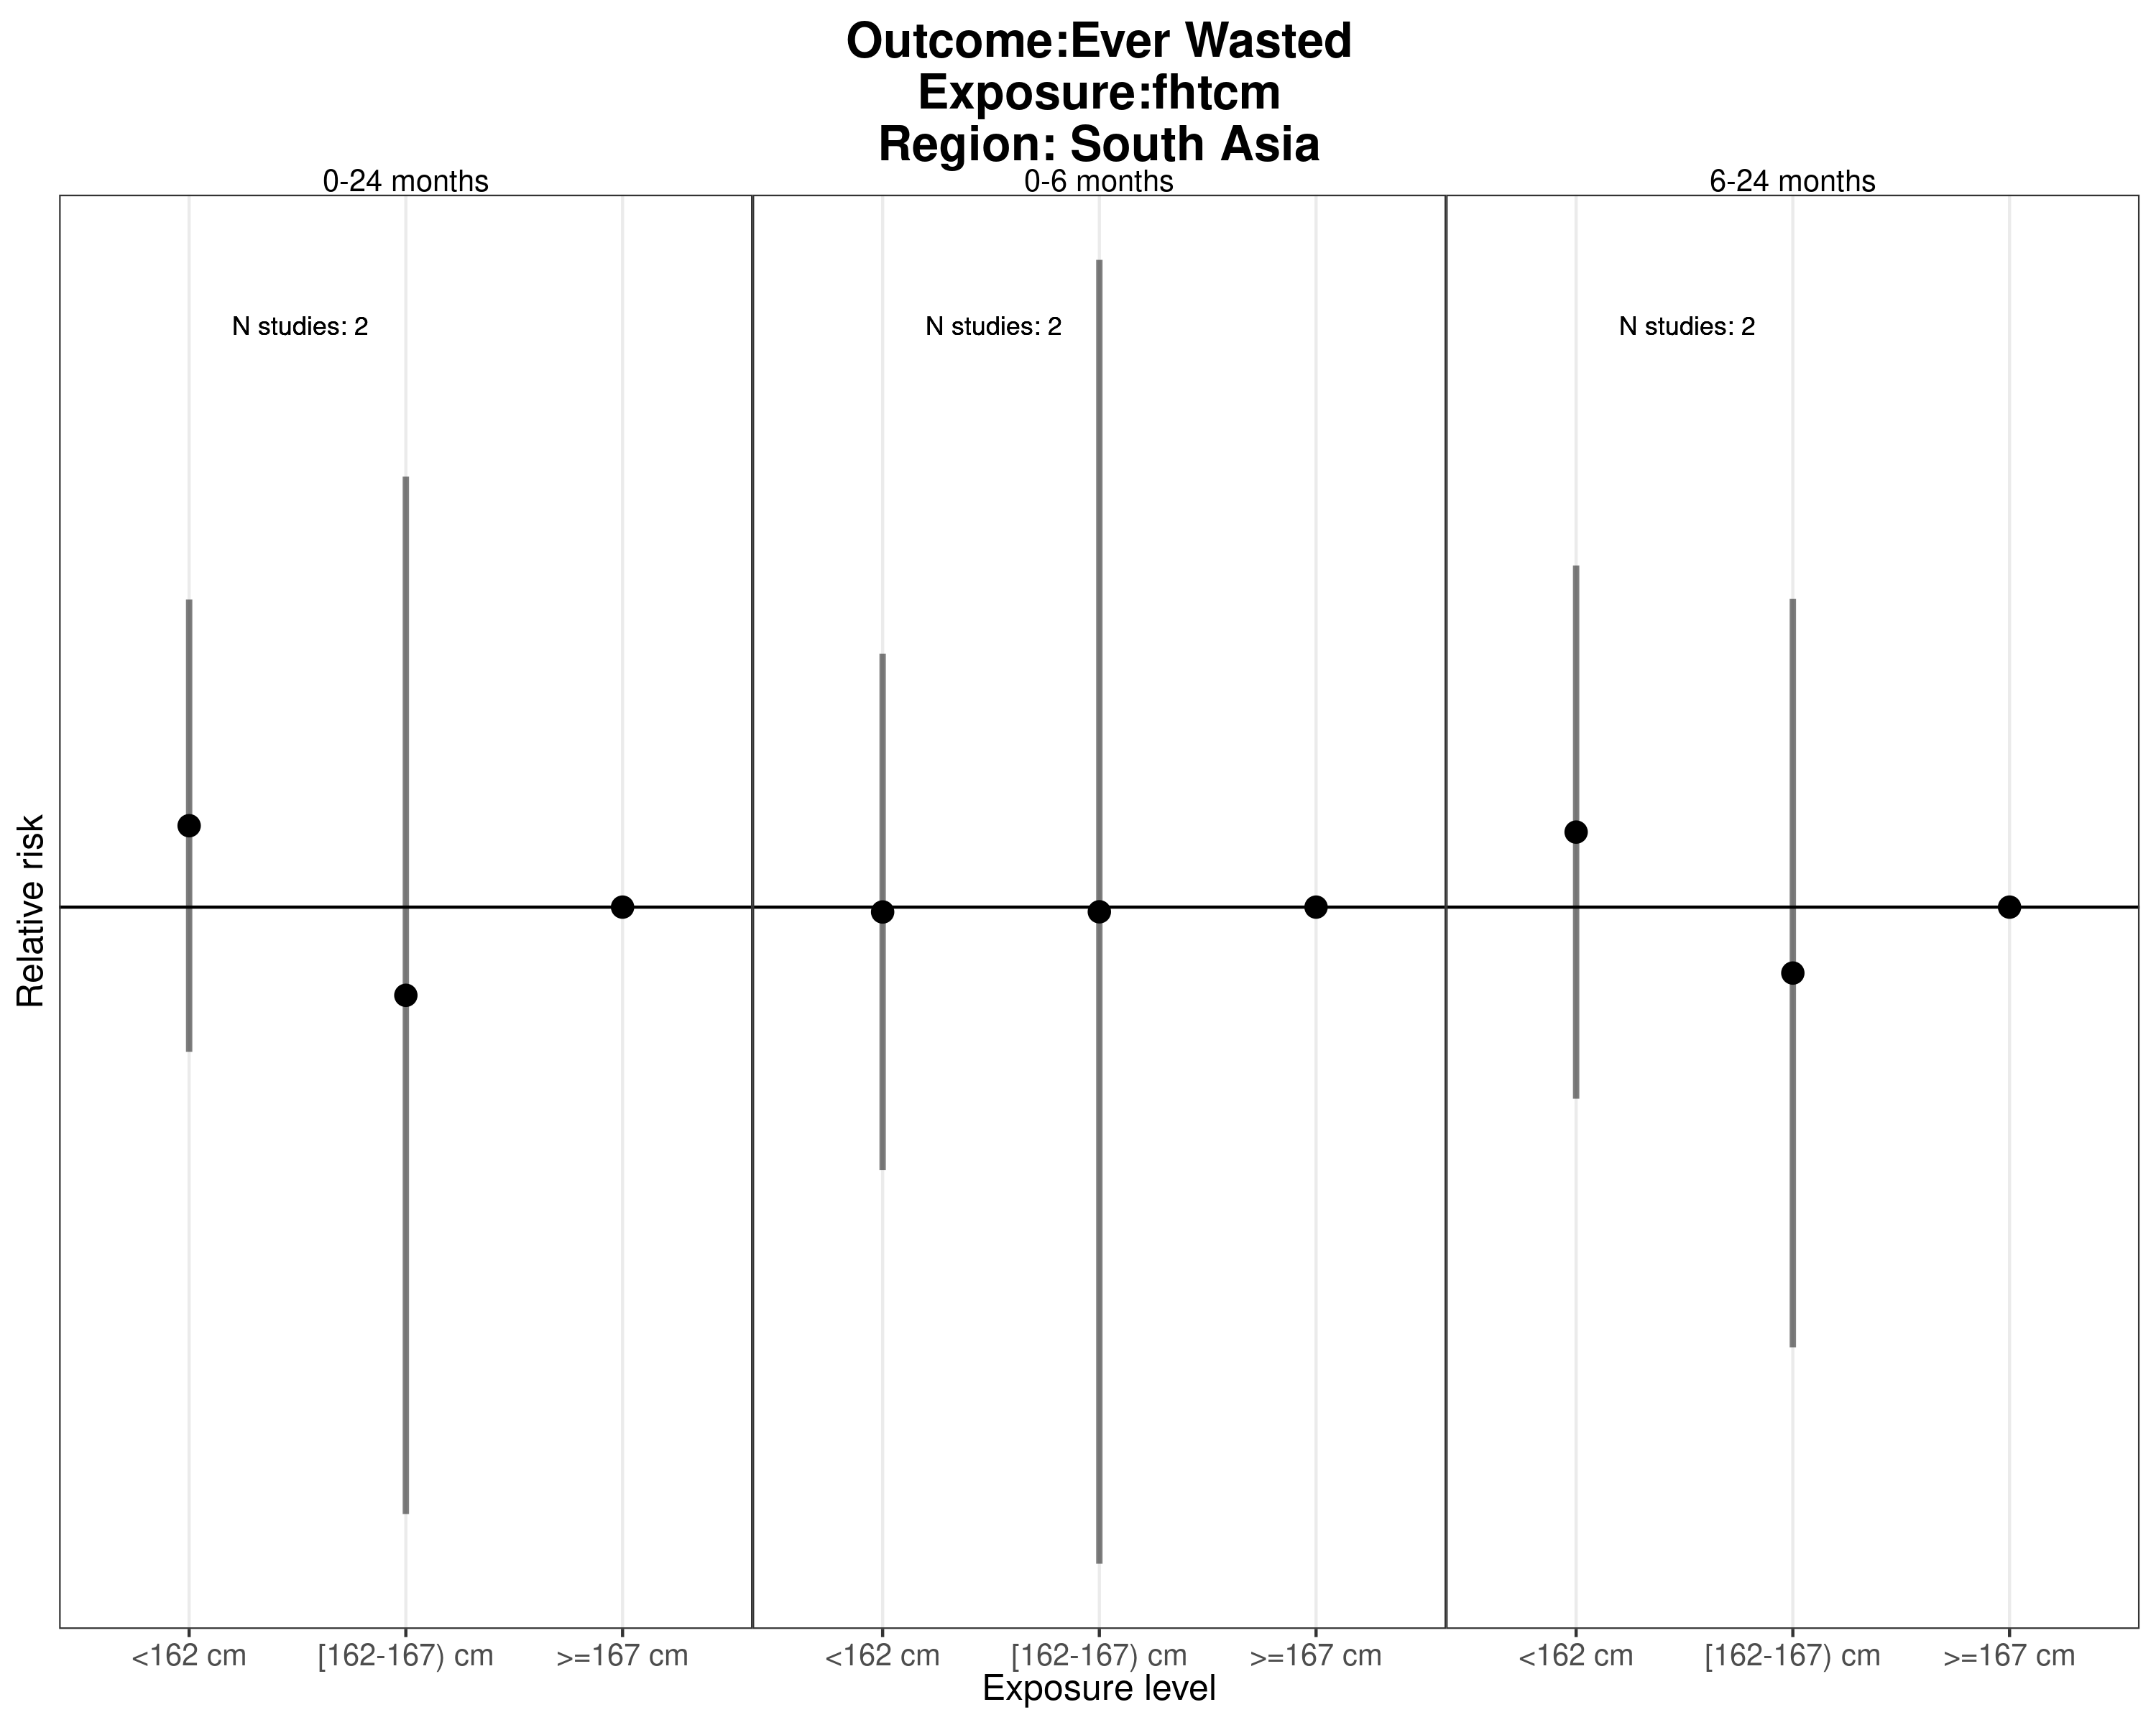 Outcome:Ever Wasted
Exposure:fhtcm
Region: South Asia
0-24 months
0-6 months
6-24 months
N studies: 2
N studies: 2
N studies: 2
Relative risk
<162 cm
[162-167) cm
>=167 cm
<162 cm
[162-167) cm
>=167 cm
<162 cm
[162-167) cm
>=167 cm
Exposure level